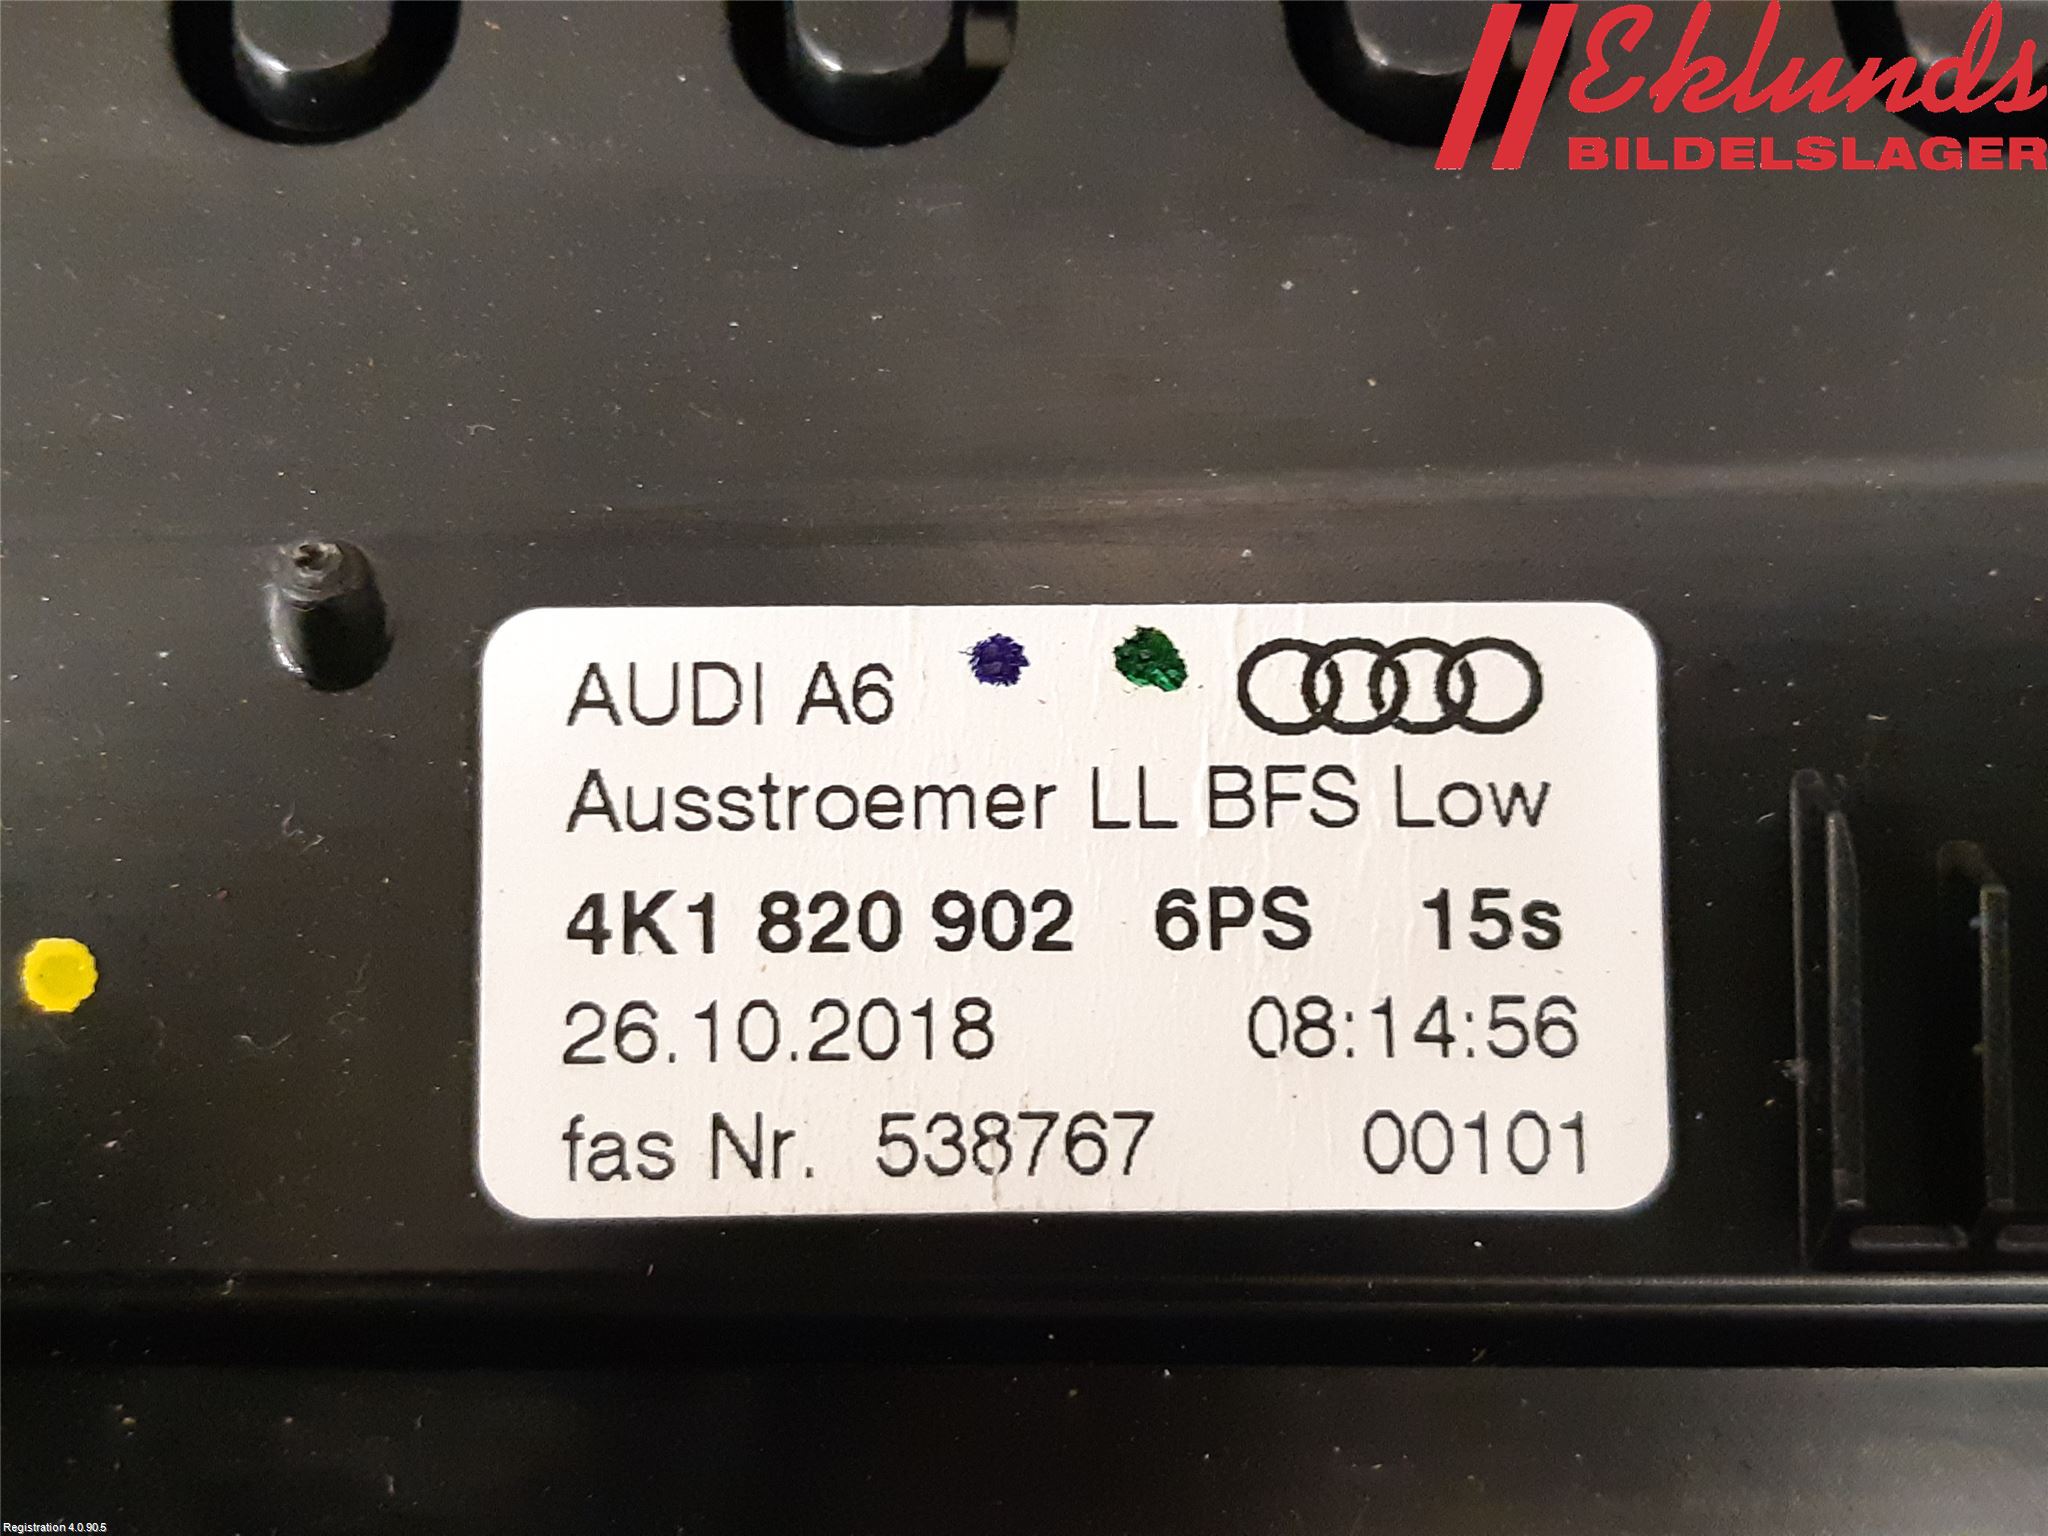 Eklunds
BILDELSLAGER
AUDI A6
Ausstroemer LL BFS Low
4K1 820 902 6PS 15s
26.10.2018 08:14:56
fas Nr. 538767 00101
Registration 4.0.90.5